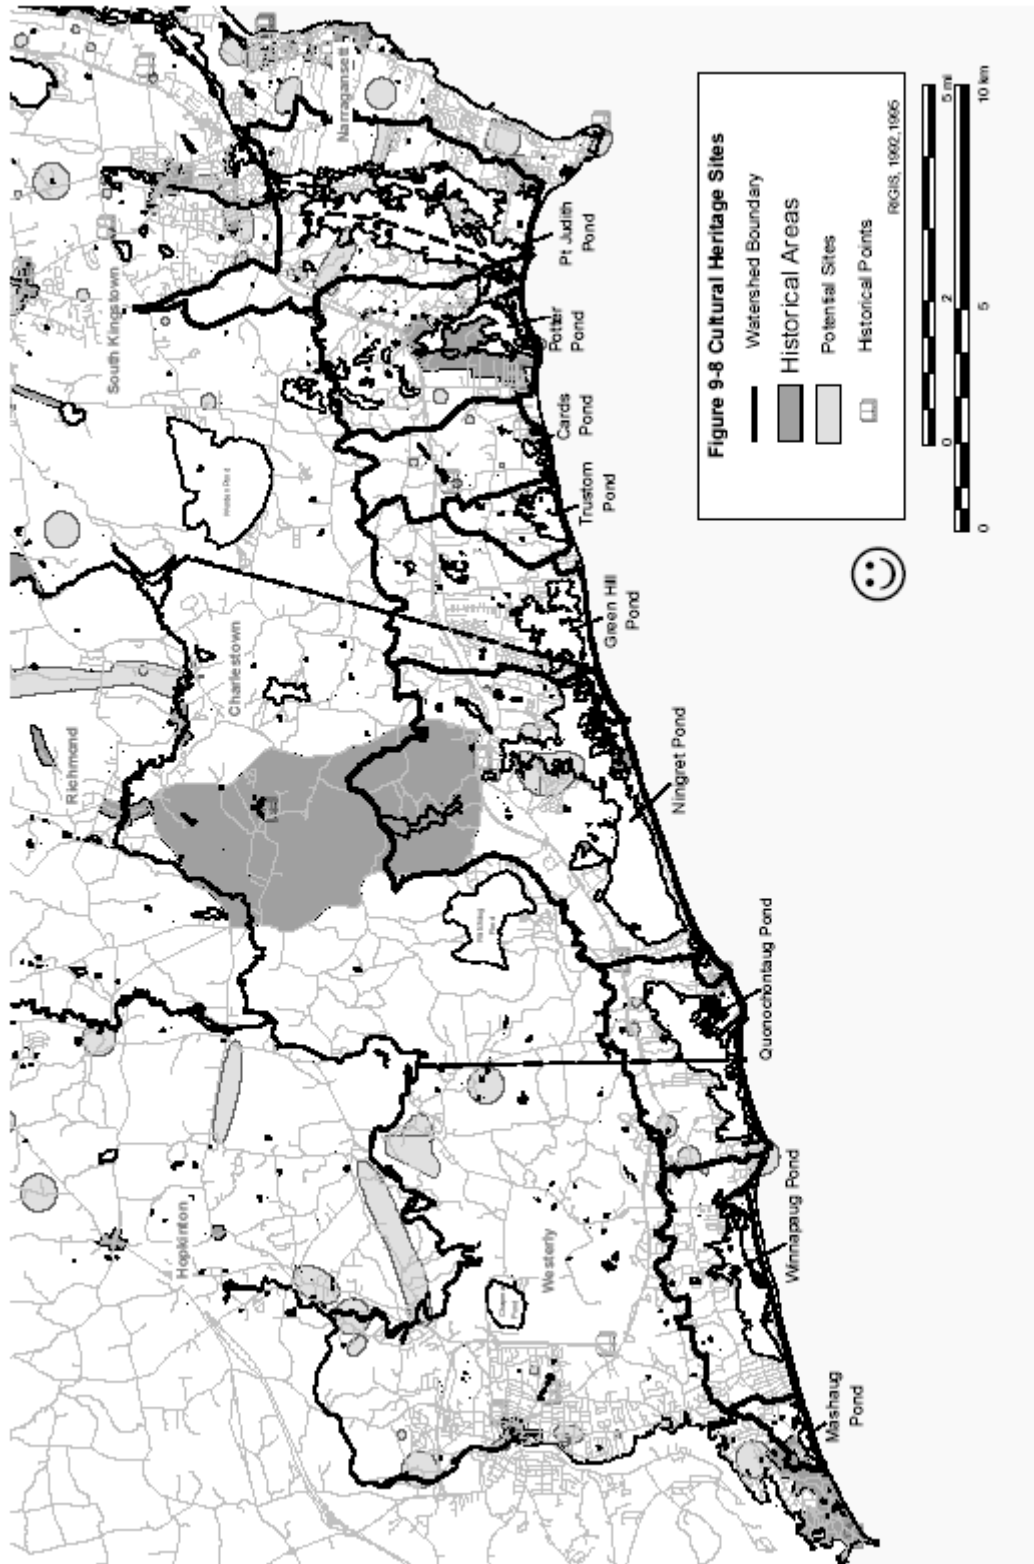 Figure 9-8 Cultural Heritage Sites
Watershed Boundary
Historical Areas
Potential Sites
Historical Points
RIGIS, 1992,1995
0
2
5 mi
0
5
10 km
Hopkinton
Richmond
South Kingstown
Narragansett
Charlestown
Westerly
Mashaug
Pond
Winnapaug Pond
Quonochontaug Pond
Ningret Pond
Green Hill
Pond
Trustom
Pond
Cards
Pond
Potter
Pond
Pt Judith
Pond